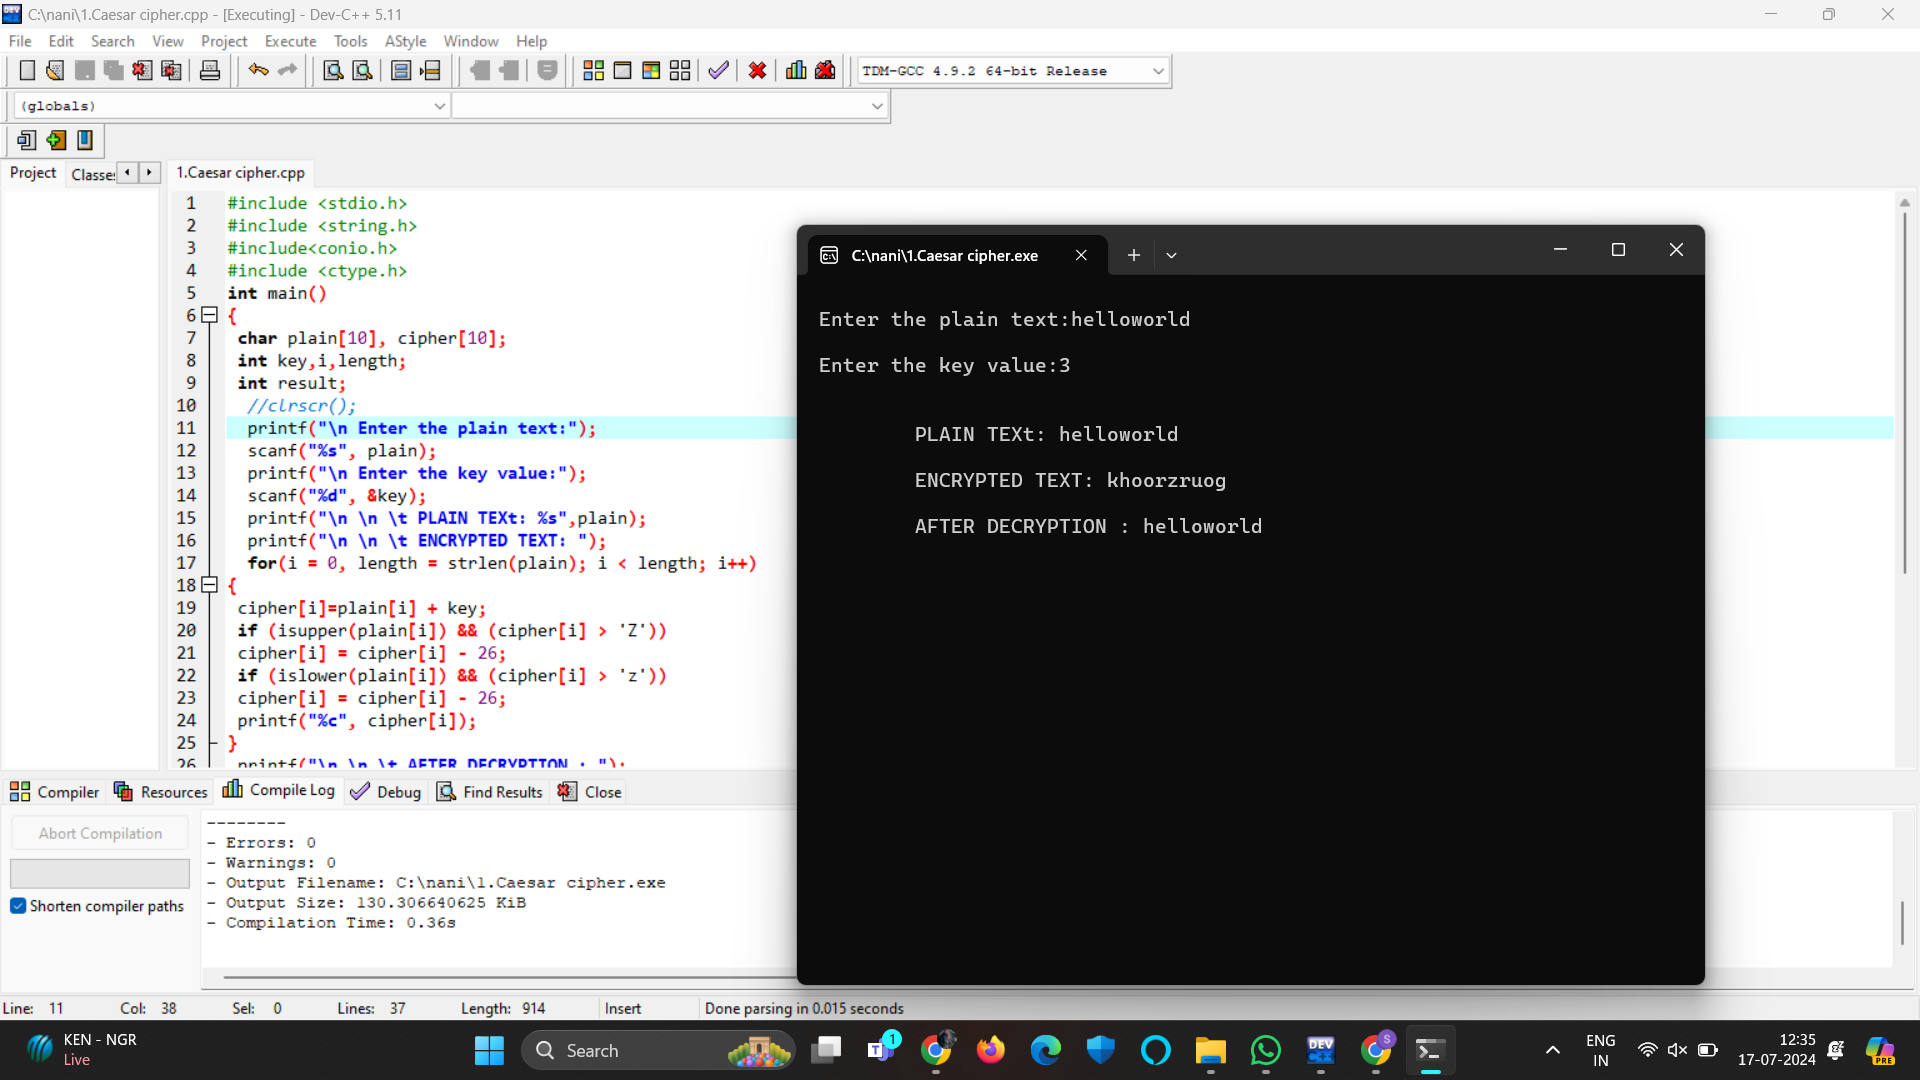 C:\nani\1.Caesar cipher.cpp - [Executing] - Dev-C++ 5.11
File Edit Search View Project Execute Tools AStyle Window Help
TDM-GCC 4.9.2 64-bit Release
(globals)
Project Classes 1.Caesar cipher.cpp
1 #include <stdio.h>
2 #include <string.h>
3 #include<conio.h>
4 #include <ctype.h>
5 int main()
6 {
7 char plain[10], cipher[10];
8 int key,i,length;
9 int result;
10 //clrscr();
11 printf("\n Enter the plain text:");
12 scanf("%s", plain);
13 printf("\n Enter the key value:");
14 scanf("%d", &key);
15 printf("\n \n \t PLAIN TEXt: %s",plain);
16 printf("\n \n \t ENCRYPTED TEXT: ");
17 for(i = 0, length = strlen(plain); i < length; i++)
18 {
19 cipher[i]=plain[i] + key;
20 if (isupper(plain[i]) && (cipher[i] > 'Z'))
21 cipher[i] = cipher[i] - 26;
22 if (islower(plain[i]) && (cipher[i] > 'z'))
23 cipher[i] = cipher[i] - 26;
24 printf("%c", cipher[i]);
25 }
26 printf("\n \n \t AFTER DECRYPTION : ");
C:\nani\1.Caesar cipher.exe
Enter the plain text:helloworld
Enter the key value:3
PLAIN TEXt: helloworld
ENCRYPTED TEXT: khoorzruog
AFTER DECRYPTION : helloworld
Compiler Resources Compile Log Debug Find Results Close
Abort Compilation
Shorten compiler paths
--------
- Errors: 0
- Warnings: 0
- Output Filename: C:\nani\1.Caesar cipher.exe
- Output Size: 130.306640625 KiB
- Compilation Time: 0.36s
Line: 11 Col: 38 Sel: 0 Lines: 37 Length: 914 Insert Done parsing in 0.015 seconds
KEN - NGR
Live
Search
1
T
DEV
S
ENG
IN
12:35
17-07-2024
PRE